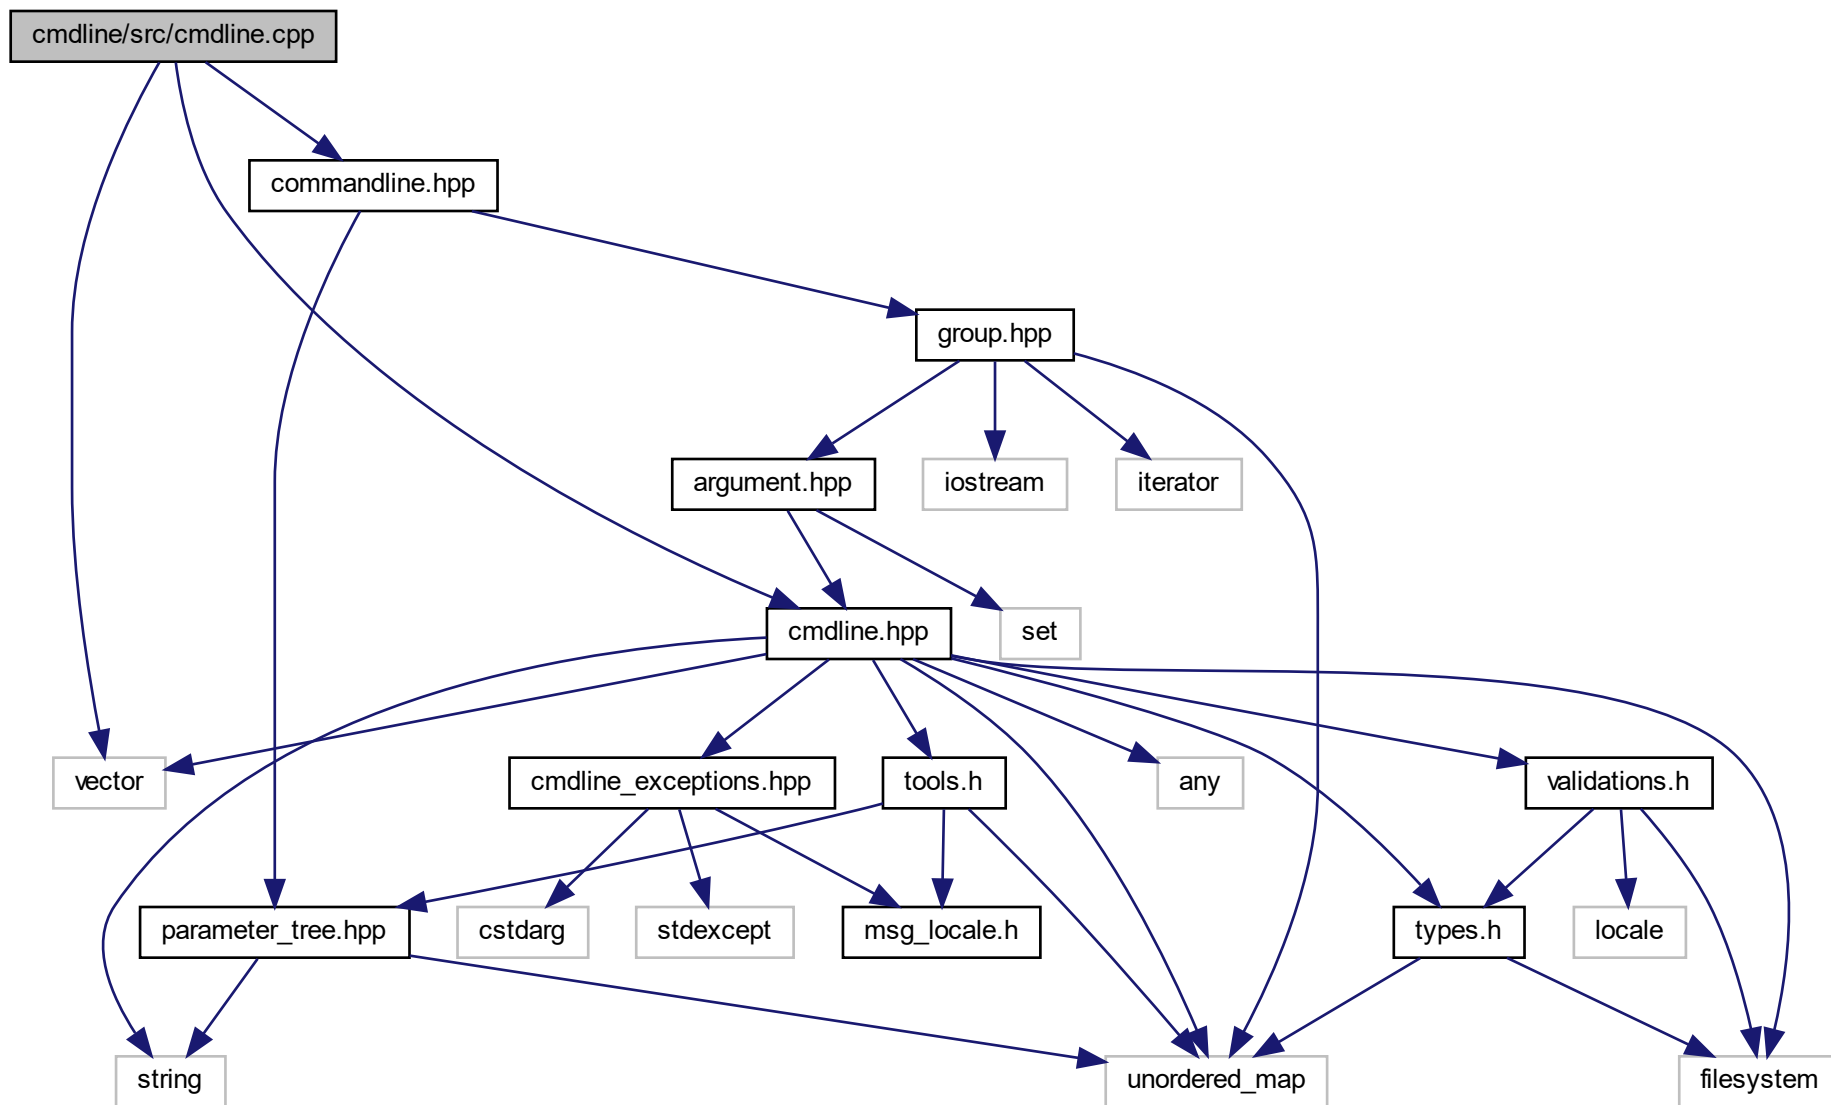 cmdline/src/cmdline.cpp
commandline.hpp
group.hpp
argument.hpp
iostream
iterator
cmdline.hpp
set
vector
cmdline_exceptions.hpp
tools.h
any
validations.h
parameter_tree.hpp
cstdarg
stdexcept
msg_locale.h
types.h
locale
string
unordered_map
filesystem